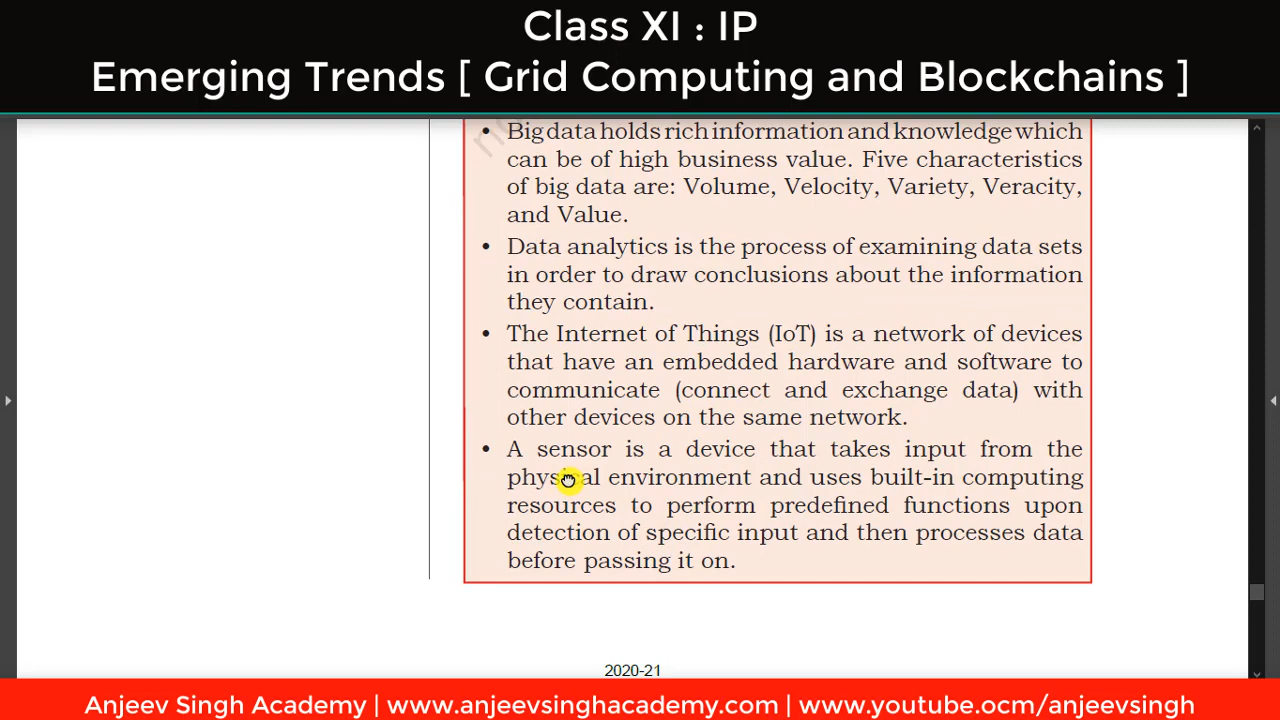 Class XI : IP
Emerging Trends [ Grid Computing and Blockchains ]
• Big data holds rich information and knowledge which
can be of high business value. Five characteristics
of big data are: Volume, Velocity, Variety, Veracity,
and Value.
• Data analytics is the process of examining data sets
in order to draw conclusions about the information
they contain.
• The Internet of Things (IoT) is a network of devices
that have an embedded hardware and software to
communicate (connect and exchange data) with
other devices on the same network.
• A sensor is a device that takes input from the
physical environment and uses built-in computing
resources to perform predefined functions upon
detection of specific input and then processes data
before passing it on.
2020-21
Anjeev Singh Academy | www.anjeevsinghacademy.com | www.youtube.ocm/anjeevsingh